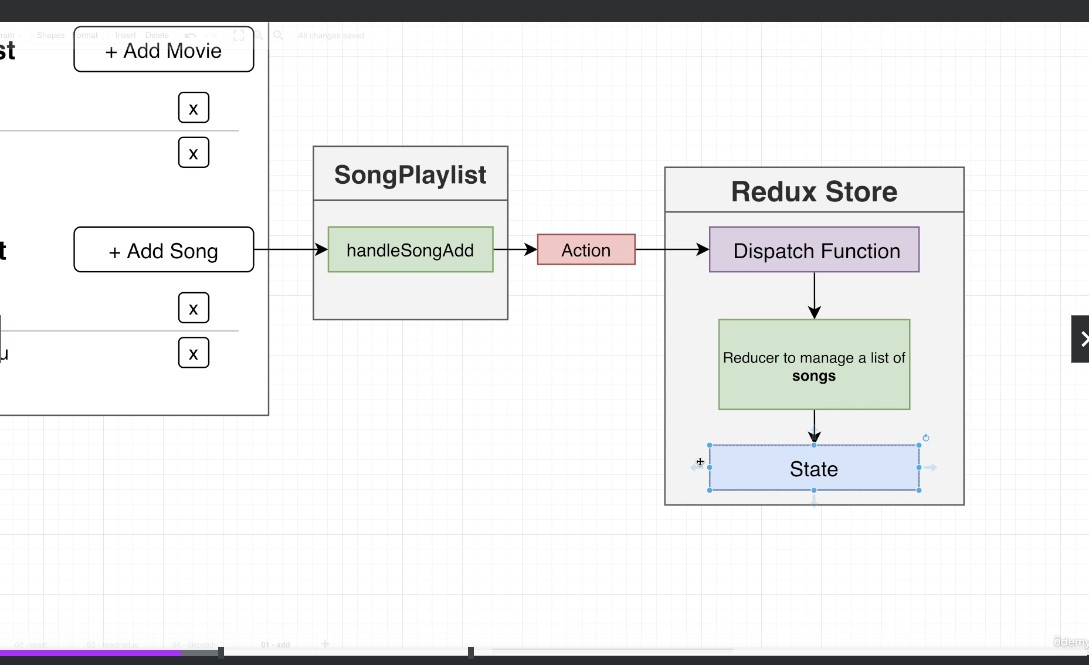 Shapes
Format
Insert
Delete
All changes saved
st
+ Add Movie
x
x
SongPlaylist
Redux Store
t
+ Add Song
handleSongAdd
Action
Dispatch Function
x
μ
x
Reducer to manage a list of
songs
State
01 - add
ûdemy